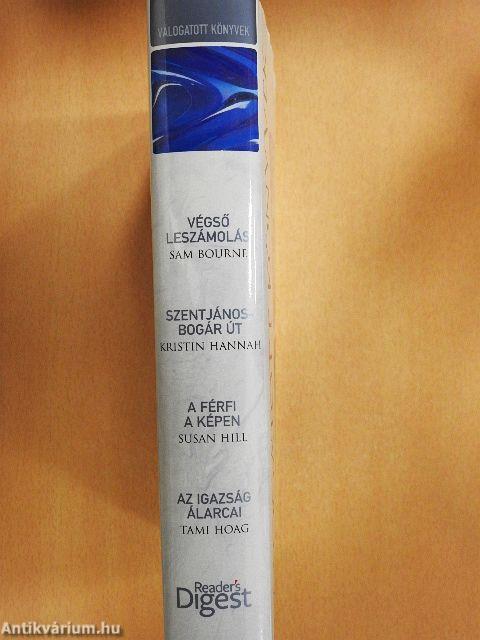 VÁLOGATOTT KÖNYVEK
VÉGSŐ
LESZÁMOLÁS
SAM BOURNE
SZENTJÁNOS-
BOGÁR ÚT
KRISTIN HANNAH
A FÉRFI
A KÉPEN
SUSAN HILL
AZ IGAZSÁG
ÁLARCAI
TAMI HOAG
Reader's
Digest
Antikvárium.hu